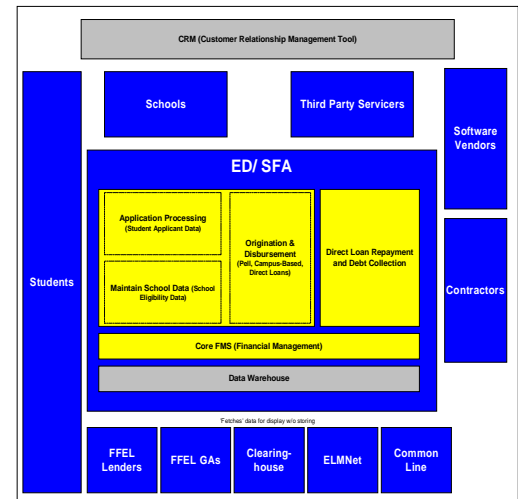 CRM (Customer Relationship Management Tool)
Schools
Third Party Servicers
Software
Vendors
ED/ SFA
Application Processing
(Student Applicant Data)
Origination &
Disbursement
(Pell, Campus-Based,
Direct Loans)
Direct Loan Repayment
and Debt Collection
Students
Maintain School Data (School
Eligibility Data)
Contractors
Core FMS (Financial Management)
Data Warehouse
'Fetches' data for display w/o storing
FFEL
Lenders
FFEL GAs
Clearing-
house
ELMNet
Common
Line